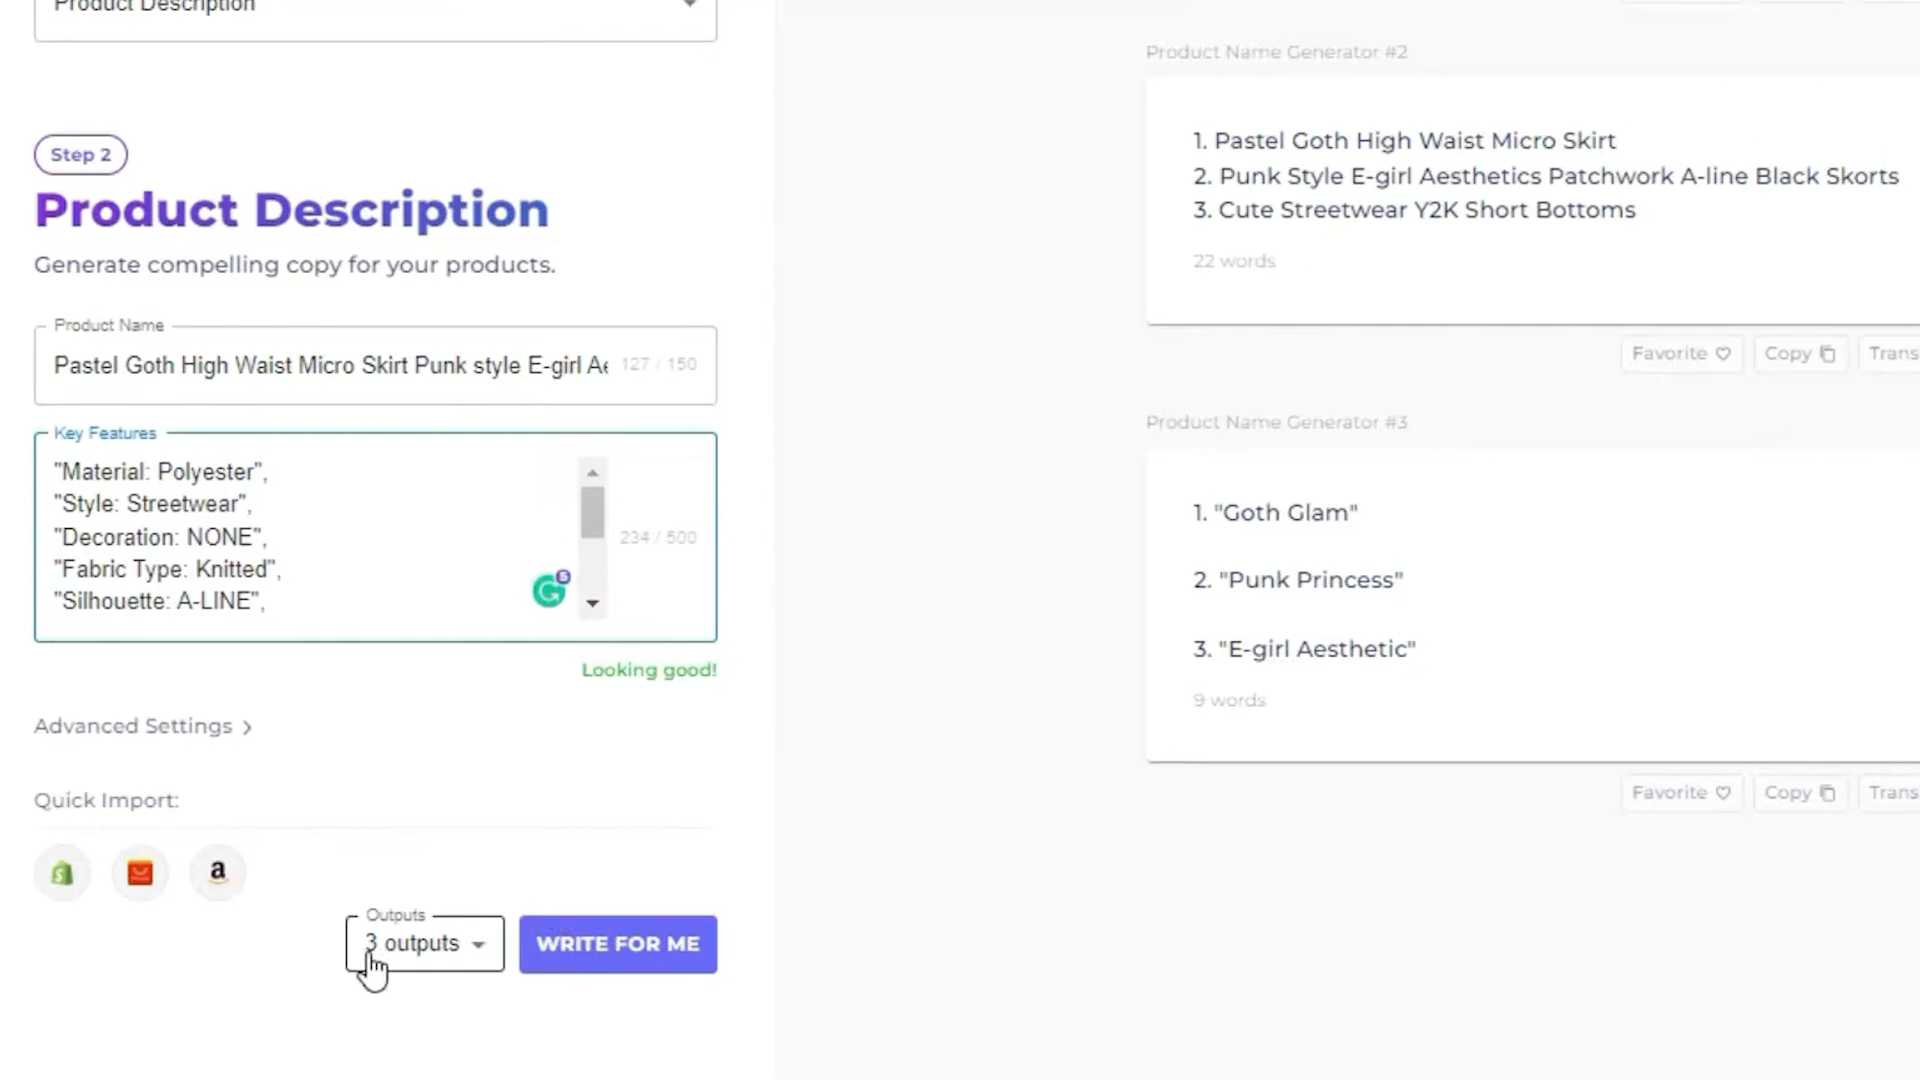 Product Description
Step 2
Product Description
Generate compelling copy for your products.
Product Name
Pastel Goth High Waist Micro Skirt Punk style E-girl
127 / 150
Key Features
"Material: Polyester",
"Style: Streetwear",
"Decoration: NONE",
"Fabric Type: Knitted",
"Silhouette: A-LINE",
234 / 500
5
Looking good!
Advanced Settings
Quick Import:
Outputs
3 outputs
WRITE FOR ME
Product Name Generator #2
1. Pastel Goth High Waist Micro Skirt
2. Punk Style E-girl Aesthetics Patchwork A-line Black Skorts
3. Cute Streetwear Y2K Short Bottoms
22 words
Favorite Copy Trans
Product Name Generator #3
1. "Goth Glam"
2. "Punk Princess"
3. "E-girl Aesthetic"
9 words
Favorite Copy Trans